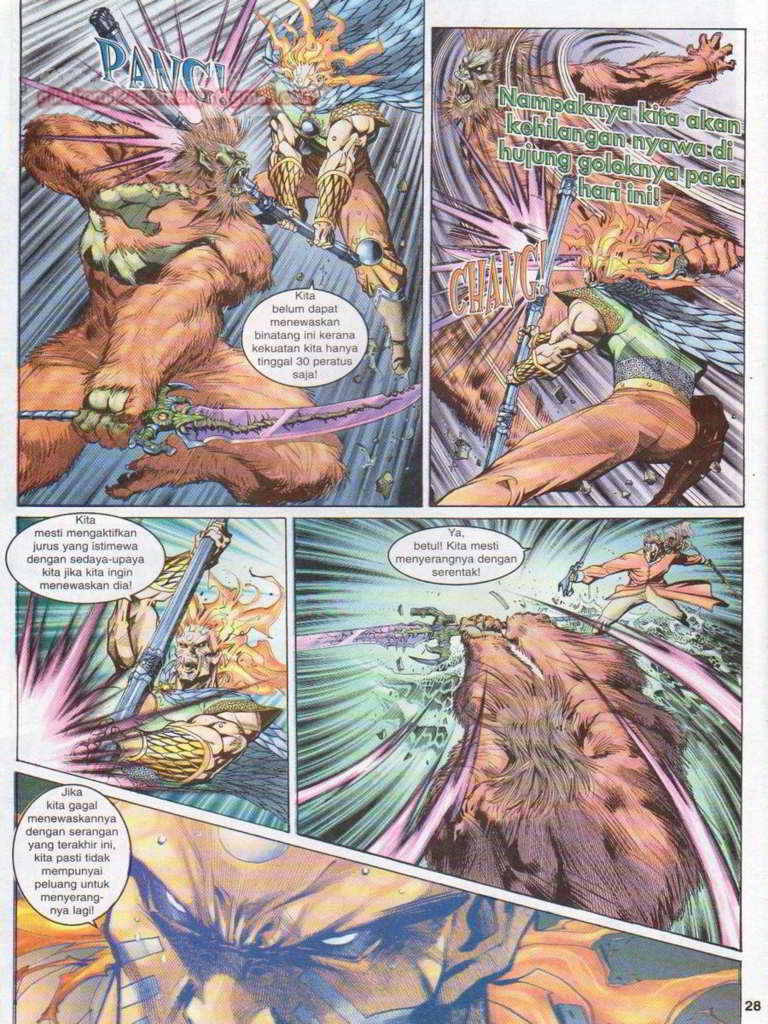 PANG!
Kita
belum dapat
menewaskan
binatang ini kerana
kekuatan kita hanya
tinggal 30 peratus
saja!
Nampaknya kita akan
kehilangan nyawa di
hujung goloknya pada
hari ini!
CHANG!
Kita
mesti mengaktifkan
jurus yang istimewa
dengan sedaya-upaya
kita jika kita ingin
menewaskan dia!
Ya,
betul! Kita mesti
menyerangnya dengan
serentak!
Jika
kita gagal
menewaskannya
dengan serangan
yang terakhir ini,
kita pasti tidak
mempunyai
peluang untuk
menyerang-
nya lagi!
28